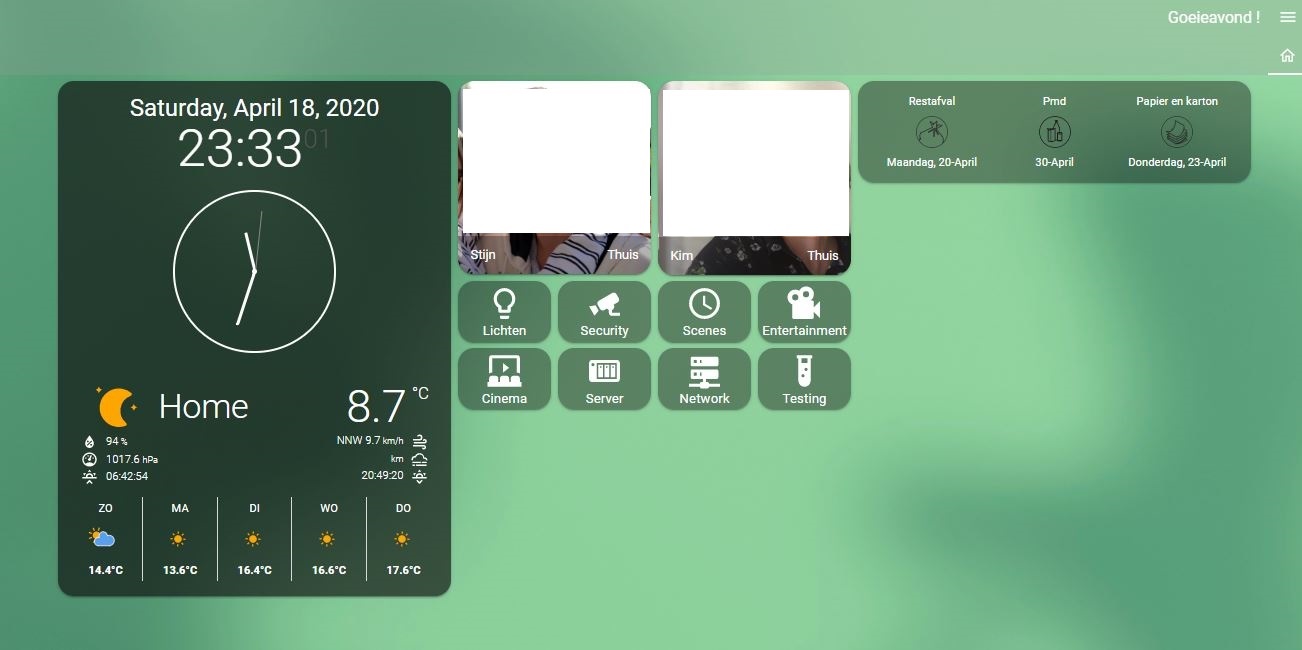 Goeieavond !
Saturday, April 18, 2020
23:33 01
Stijn Thuis
Kim Thuis
Restafval Pmd Papier en karton
Maandag, 20-April 30-April Donderdag, 23-April
Lichten Security Scenes Entertainment
Cinema Server Network Testing
Home 8.7 °C
94 % NNW 9.7 km/h
1017.6 hPa km
06:42:54 20:49:20
ZO MA DI WO DO
14.4°C 13.6°C 16.4°C 16.6°C 17.6°C